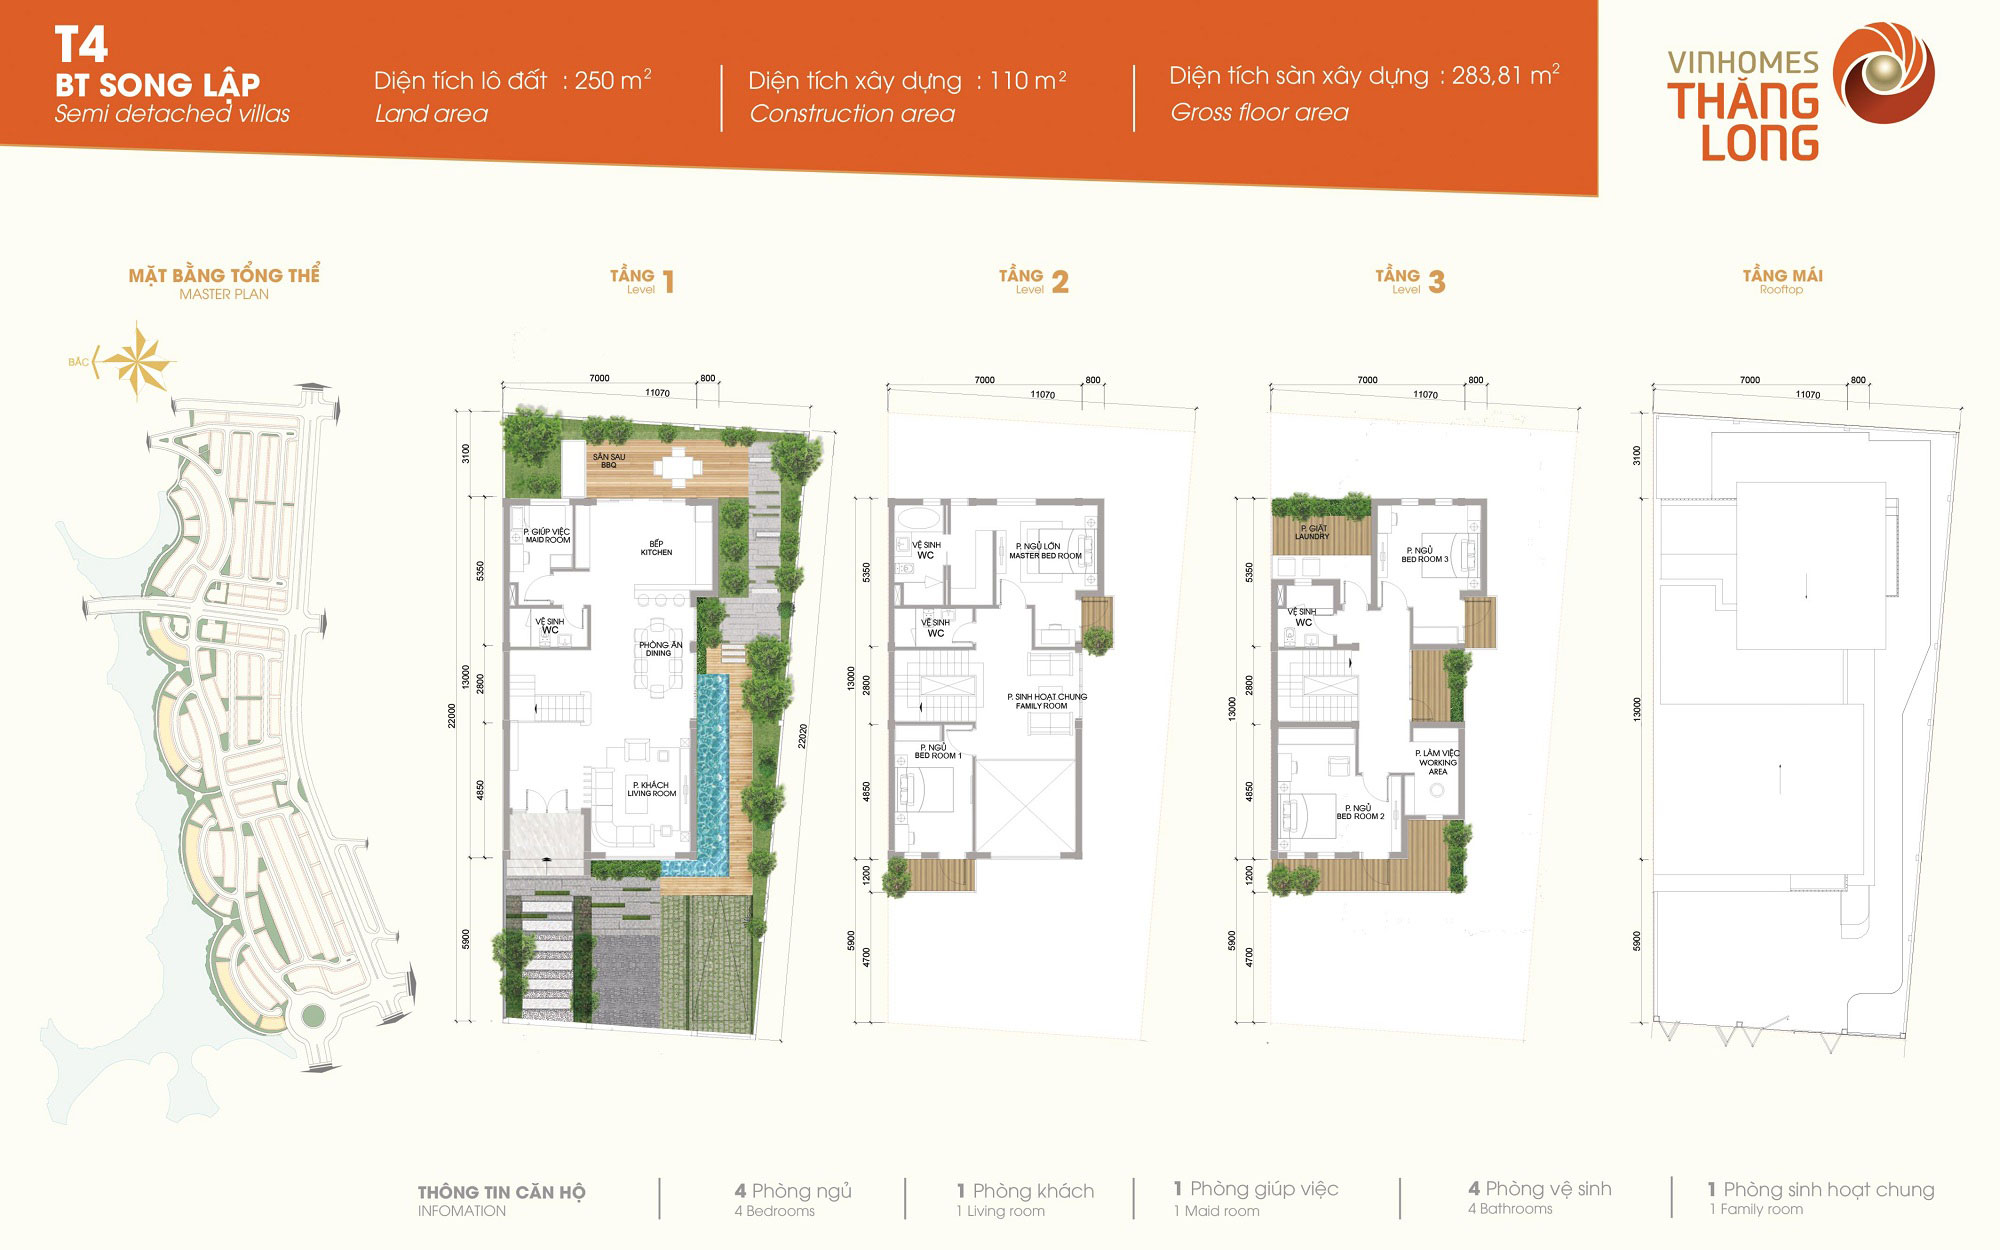 T4
BT SONG LẬP
Semi detached villas
Diện tích lô đất : 250 m²
Land area
Diện tích xây dựng : 110 m²
Construction area
Diện tích sàn xây dựng : 283,81 m²
Gross floor area
VINHOMES
THĂNG
LONG
MẶT BẰNG TỔNG THỂ
MASTER PLAN
BẮC
TẦNG 1
Level
7000
800
11070
3100
5350
13000
2800
22000
4850
5900
22020
SÂN SAU
BBQ
P. GIÚP VIỆC
MAID ROOM
BẾP
KITCHEN
VỆ SINH
WC
PHÒNG ĂN
DINING
P. KHÁCH
LIVING ROOM
TẦNG 2
Level
7000
800
11070
5350
13000
2800
4850
1200
5900
4700
VỆ SINH
WC
P. NGỦ LỚN
MASTER BED ROOM
VỆ SINH
WC
P. SINH HOẠT CHUNG
FAMILY ROOM
P. NGỦ
BED ROOM 1
TẦNG 3
Level
7000
800
11070
5350
2800
13000
4850
1200
5900
4700
P. GIẶT
LAUNDRY
P. NGỦ
BED ROOM 3
VỆ SINH
WC
P. LÀM VIỆC
WORKING
AREA
P. NGỦ
BED ROOM 2
TẦNG MÁI
Rooftop
7000
800
11070
3100
13000
5900
THÔNG TIN CĂN HỘ
INFOMATION
4 Phòng ngủ
4 Bedrooms
1 Phòng khách
1 Living room
1 Phòng giúp việc
1 Maid room
4 Phòng vệ sinh
4 Bathrooms
1 Phòng sinh hoạt chung
1 Family room